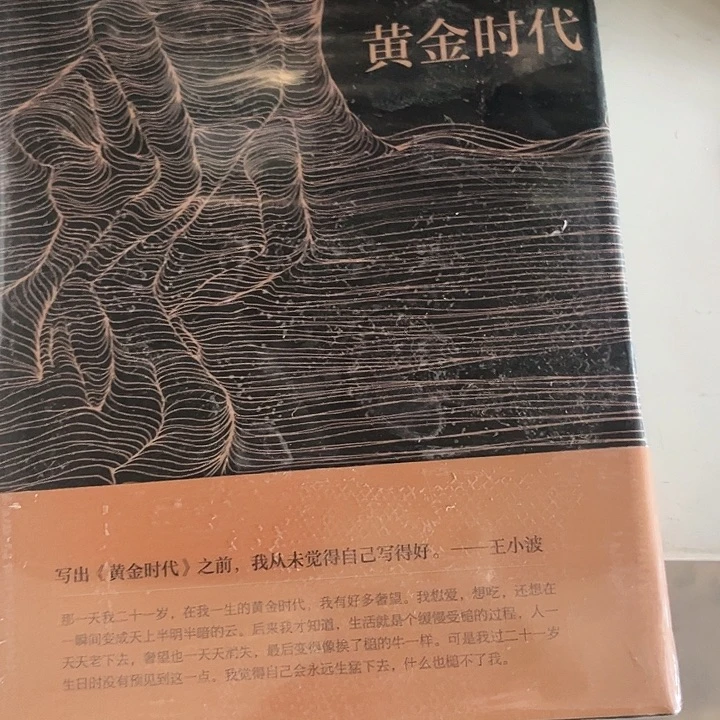 黄金时代
写出《黄金时代》之前，我从未觉得自己写得好。——王小波
那一天我二十一岁，在我一生的黄金时代，我有好多奢望。我想爱，想吃，还想在
一瞬间变成天上半明半暗的云。后来我才知道，生活就是个缓慢受槌的过程，人一
天天老下去，奢望也一天天消失，最后变得像挨了槌的牛一样。可是我过二十一岁
生日时没有预见到这一点。我觉得自己会永远生猛下去，什么也槌不了我。